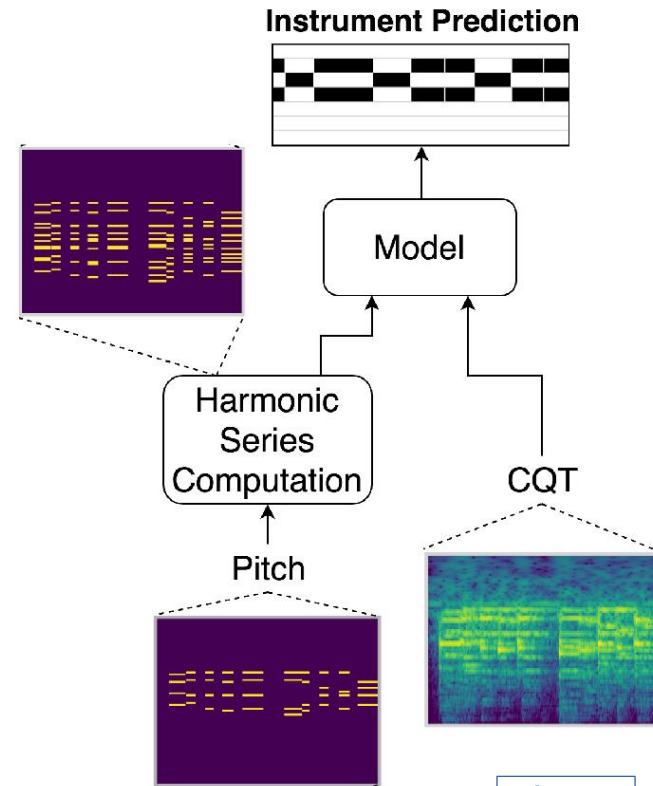 Instrument Prediction
Model
Harmonic
Series
Computation
CQT
Pitch